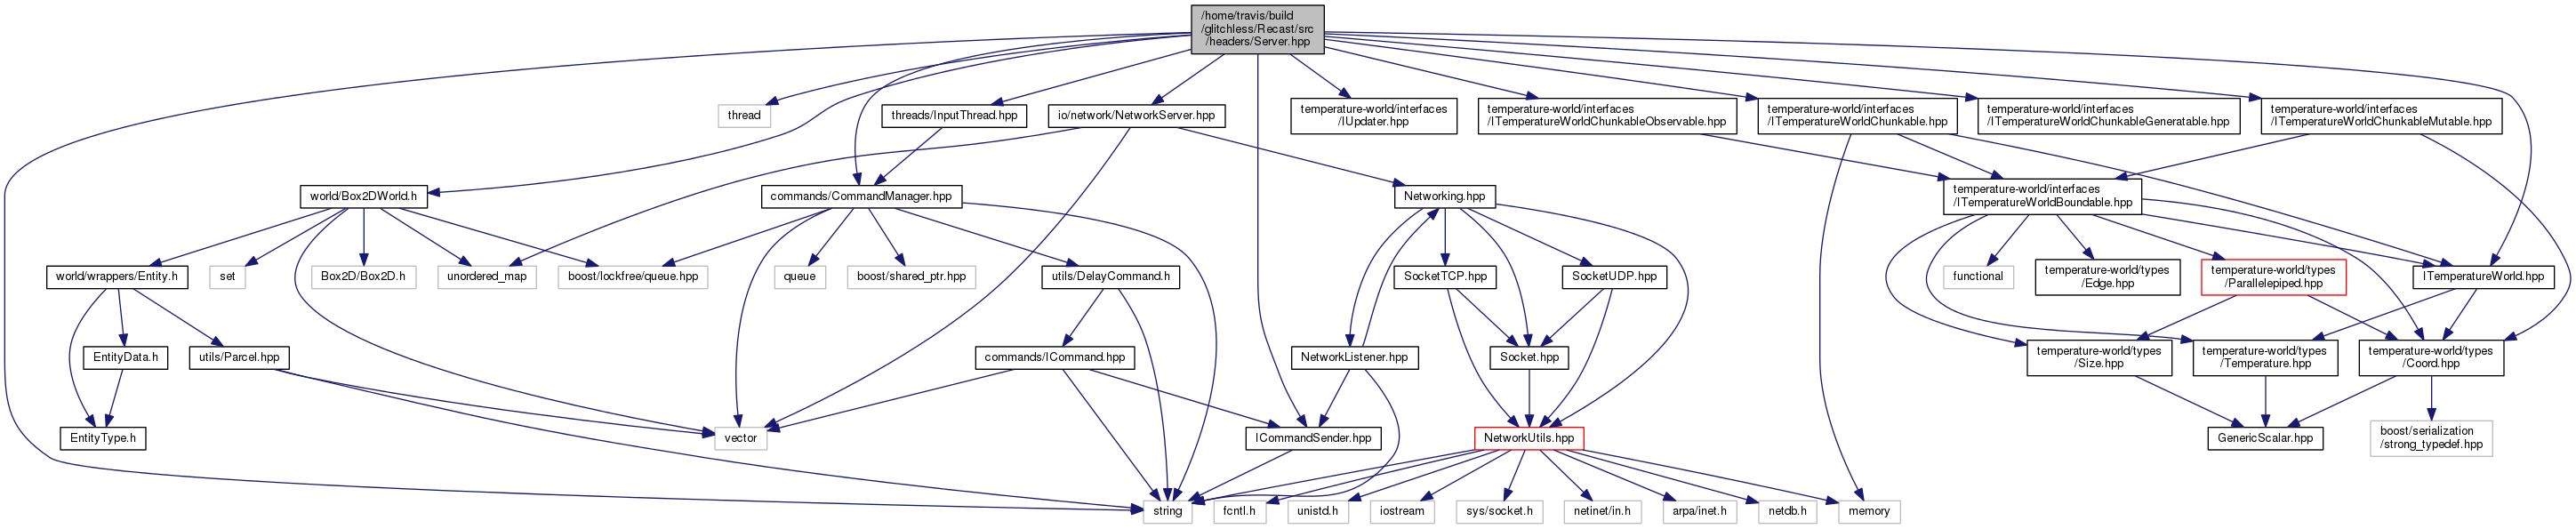 /home/travis/build
/glitchless/Recast/src
/headers/Server.hpp
thread
threads/InputThread.hpp
io/network/NetworkServer.hpp
temperature-world/interfaces
/IUpdater.hpp
temperature-world/interfaces
/ITemperatureWorldChunkableObservable.hpp
temperature-world/interfaces
/ITemperatureWorldChunkable.hpp
temperature-world/interfaces
/ITemperatureWorldChunkableGeneratable.hpp
temperature-world/interfaces
/ITemperatureWorldChunkableMutable.hpp
world/Box2DWorld.h
commands/CommandManager.hpp
Networking.hpp
temperature-world/interfaces
/ITemperatureWorldBoundable.hpp
world/wrappers/Entity.h
set
Box2D/Box2D.h
unordered_map
boost/lockfree/queue.hpp
queue
boost/shared_ptr.hpp
utils/DelayCommand.h
SocketTCP.hpp
SocketUDP.hpp
functional
temperature-world/types
/Edge.hpp
temperature-world/types
/Parallelepiped.hpp
ITemperatureWorld.hpp
EntityData.h
utils/Parcel.hpp
commands/ICommand.hpp
NetworkListener.hpp
Socket.hpp
temperature-world/types
/Size.hpp
temperature-world/types
/Temperature.hpp
temperature-world/types
/Coord.hpp
EntityType.h
vector
ICommandSender.hpp
NetworkUtils.hpp
GenericScalar.hpp
boost/serialization
/strong_typedef.hpp
string
fcntl.h
unistd.h
iostream
sys/socket.h
netinet/in.h
arpa/inet.h
netdb.h
memory